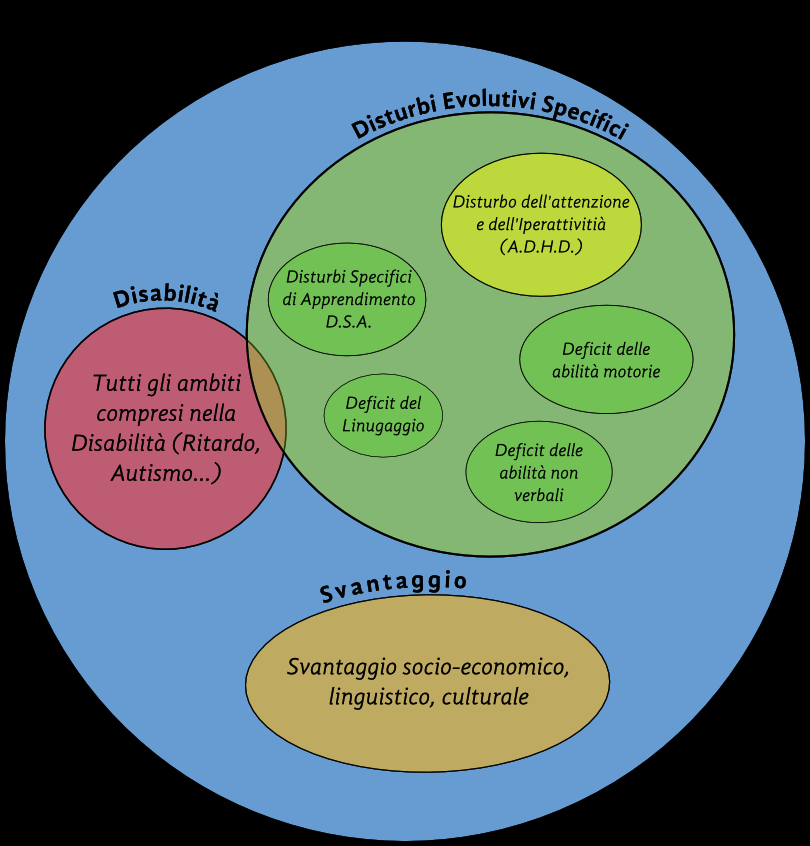 Disturbi Evolutivi Specifici
Disturbo dell'attenzione
e dell'Iperattivitià
(A.D.H.D.)
Disturbi Specifici
di Apprendimento
D.S.A.
Deficit delle
abilità motorie
Deficit del
Linugaggio
Deficit delle
abilità non
verbali
Disabilità
Tutti gli ambiti
compresi nella
Disabilità (Ritardo,
Autismo...)
Svantaggio
Svantaggio socio-economico,
linguistico, culturale